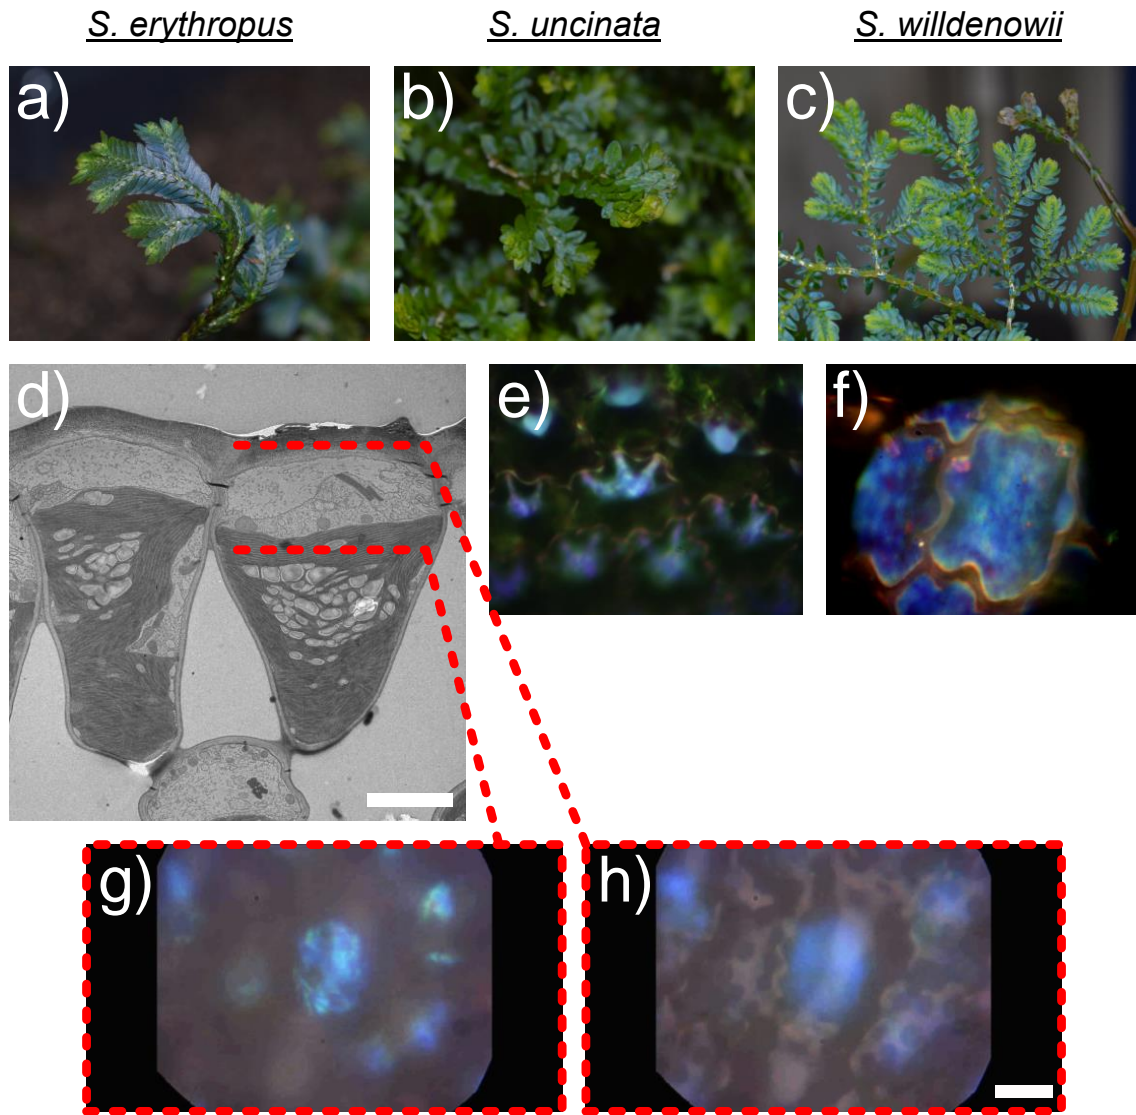 S. erythropus S. uncinata S. willdenowii
a) b) c)
d) e) f)
g) h)